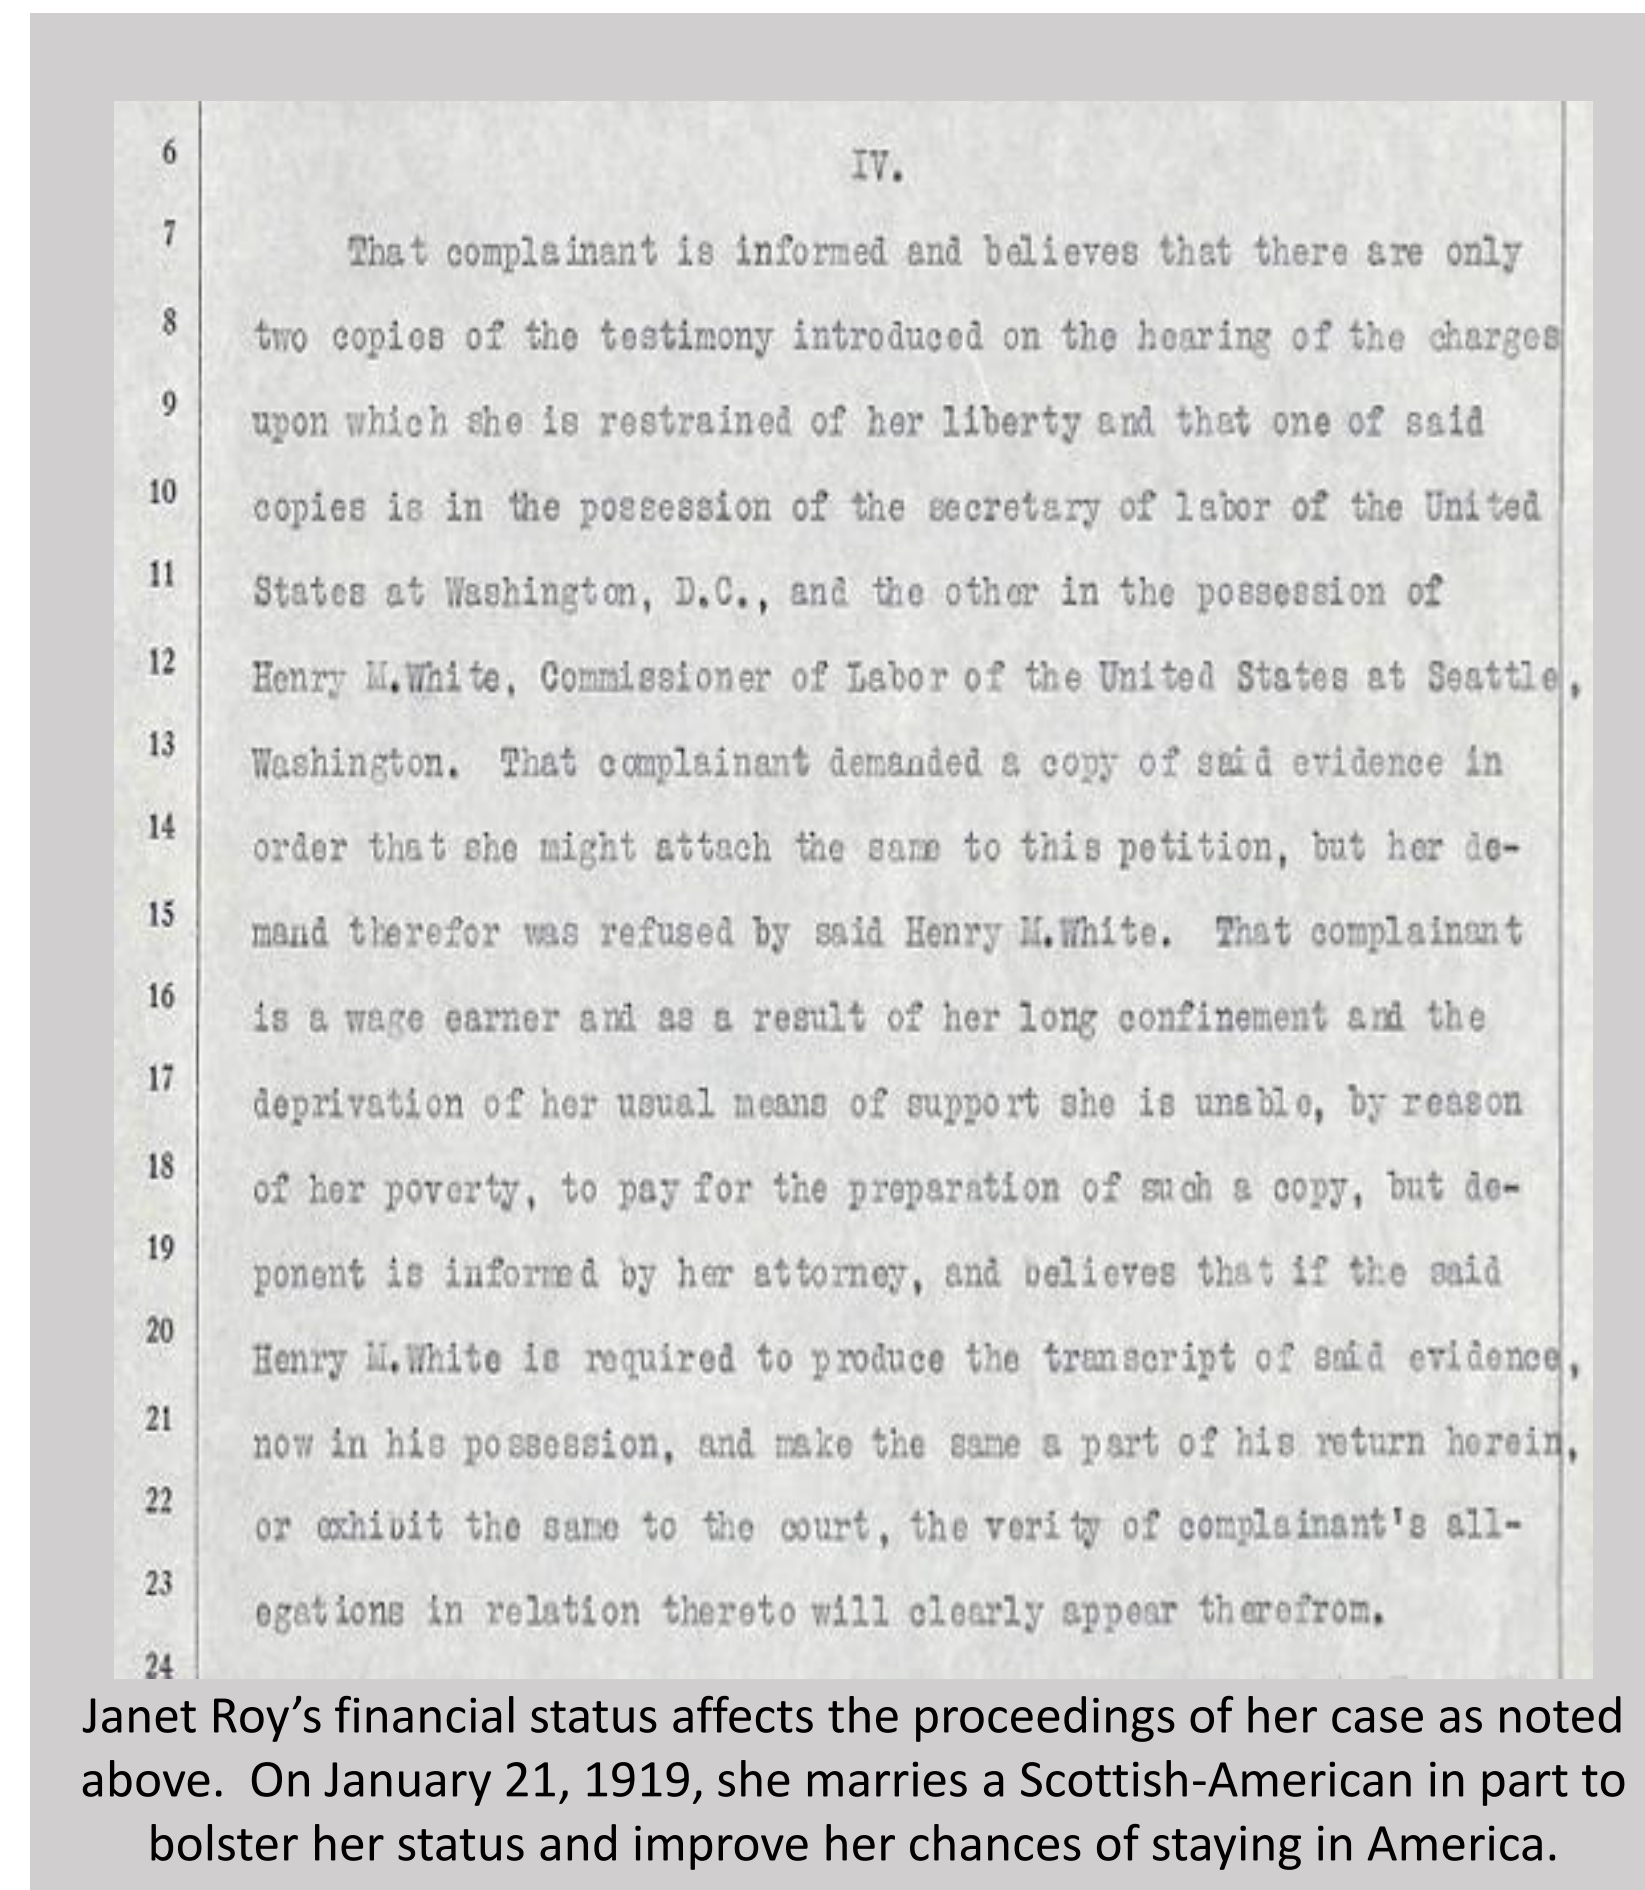 6 IV.
7 That complainant is informed and believes that there are only
8 two copies of the testimony introduced on the hearing of the charges
9 upon which she is restrained of her liberty and that one of said
10 copies is in the possession of the secretary of labor of the United
11 States at Washington, D.C., and the other in the possession of
12 Henry M.White, Commissioner of Labor of the United States at Seattle,
13 Washington. That complainant demanded a copy of said evidence in
14 order that she might attach the same to this petition, but her de-
15 mand therefor was refused by said Henry M.White. That complainant
16 is a wage earner and as a result of her long confinement and the
17 deprivation of her usual means of support she is unable, by reason
18 of her poverty, to pay for the preparation of such a copy, but de-
19 ponent is informed by her attorney, and believes that if the said
20 Henry M.White is required to produce the transcript of said evidence,
21 now in his possession, and make the same a part of his return herein,
22 or exhibit the same to the court, the verity of complainant's all-
23 egations in relation thereto will clearly appear therefrom.
24
Janet Roy’s financial status affects the proceedings of her case as noted
above. On January 21, 1919, she marries a Scottish-American in part to
bolster her status and improve her chances of staying in America.